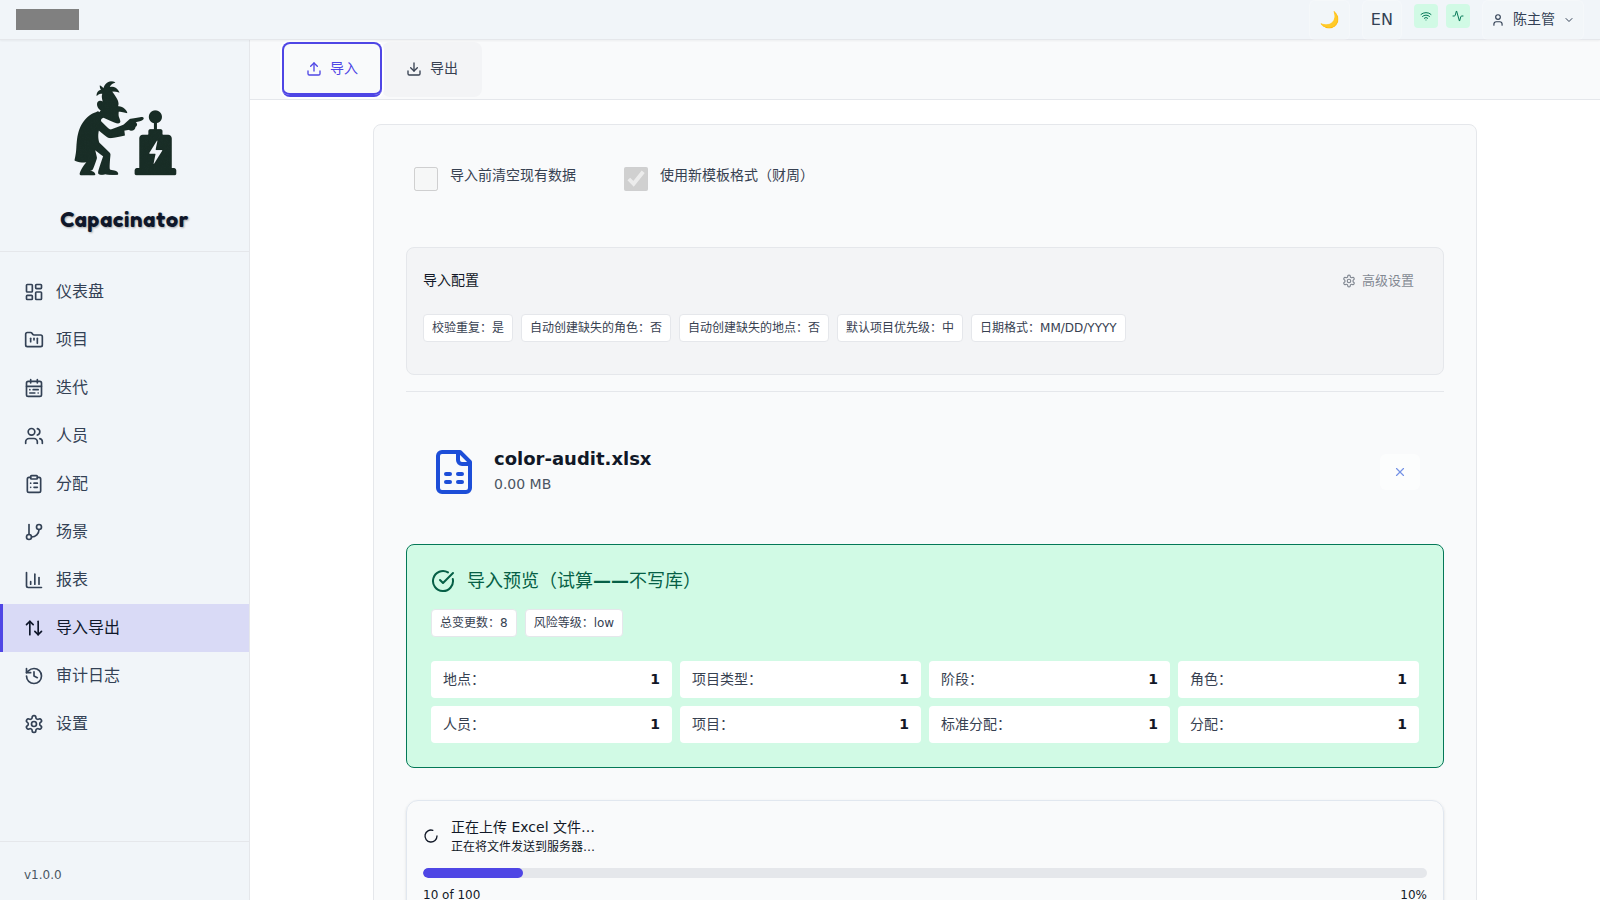 EN
陈主管
Capacinator
仪表盘
项目
迭代
人员
分配
场景
报表
导入导出
审计日志
设置
v1.0.0
导入
导出
导入前清空现有数据
使用新模板格式（财周）
导入配置
高级设置
校验重复：是
自动创建缺失的角色：否
自动创建缺失的地点：否
默认项目优先级：中
日期格式：MM/DD/YYYY
color-audit.xlsx
0.00 MB
导入预览（试算——不写库）
总变更数：8
风险等级：low
地点： 1
项目类型： 1
阶段： 1
角色： 1
人员： 1
项目： 1
标准分配： 1
分配： 1
正在上传 Excel 文件…
正在将文件发送到服务器…
10 of 100
10%